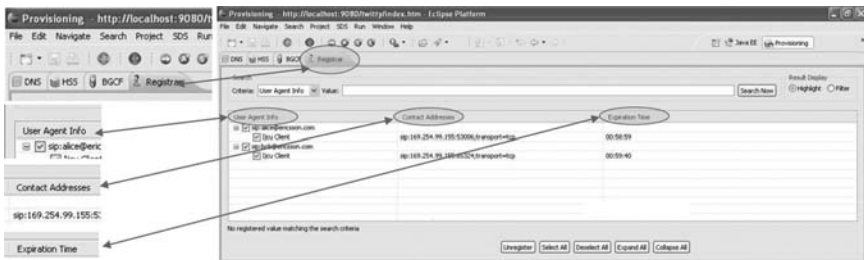 Provisioning - http://localhost:9080/t
File Edit Navigate Search Project SDS Run
DNS HSS BGCF Registrar
User Agent Info
sip:alice@eric
Contact Addresses
sip:169.254.99.155:5
Expiration Time
Provisioning - http://localhost:9080/twitty/index.htm - Eclipse Platform
File Edit Navigate Search Project SDS Run Window Help
Java EE Provisioning
DNS HSS BGCF Registrar
Search
Criteria: User Agent Info Value: Search Now
Result Display
Highlight Filter
User Agent Info Contact Addresses Expiration Time
sip:alice@ericsson.com
Izu Client sip:169.254.99.155:53006;transport=tcp 00:58:59
ericsson.com
Izu Client transport=tcp 00:59:40
No registered value matching the search criteria
Unregister Select All Deselect All Expand All Collapse All